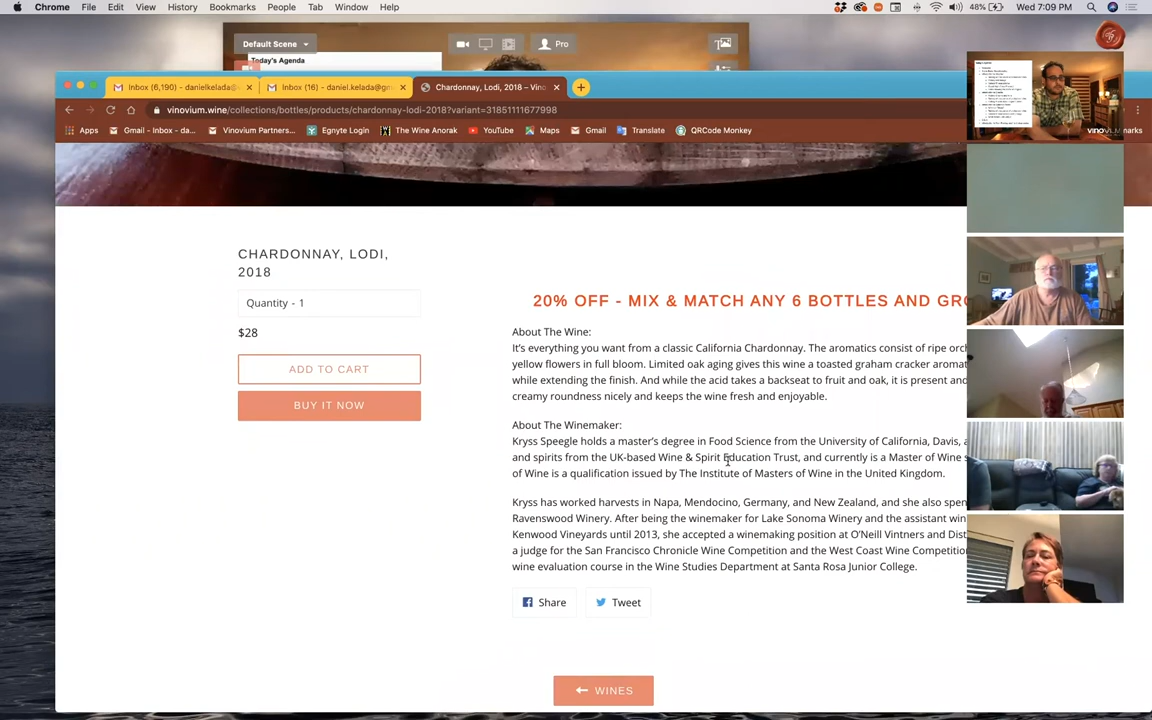 Chrome File Edit View History Bookmarks People Tab Window Help
48% Wed 7:09 PM
Default Scene
Pro
Today's Agenda
Inbox (6,190) - danielkelada@
Inbox (16) - daniel.kelada@gm
Chardonnay, Lodi, 2018 – Vino
vinovium.wine/collections/
products/chardonnay-lodi-2018?variant=31851111677998
Apps
Gmail - Inbox - da...
Vinovium Partners...
Egnyte Login
The Wine Anorak
YouTube
Maps
Gmail
Translate
QRCode Monkey
marks
CHARDONNAY, LODI,
2018
Quantity - 1
$28
ADD TO CART
BUY IT NOW
20% OFF - MIX & MATCH ANY 6 BOTTLES AND GRO
About The Wine:
It's everything you want from a classic California Chardonnay. The aromatics consist of ripe orch
yellow flowers in full bloom. Limited oak aging gives this wine a toasted graham cracker aromat
while extending the finish. And while the acid takes a backseat to fruit and oak, it is present and
creamy roundness nicely and keeps the wine fresh and enjoyable.
About The Winemaker:
Kryss Speegle holds a master's degree in Food Science from the University of California, Davis, a
and spirits from the UK-based Wine & Spirit Education Trust, and currently is a Master of Wine s
of Wine is a qualification issued by The Institute of Masters of Wine in the United Kingdom.
Kryss has worked harvests in Napa, Mendocino, Germany, and New Zealand, and she also spen
Ravenswood Winery. After being the winemaker for Lake Sonoma Winery and the assistant win
Kenwood Vineyards until 2013, she accepted a winemaking position at O'Neill Vintners and Dist
a judge for the San Francisco Chronicle Wine Competition and the West Coast Wine Competitio
wine evaluation course in the Wine Studies Department at Santa Rosa Junior College.
Share
Tweet
WINES